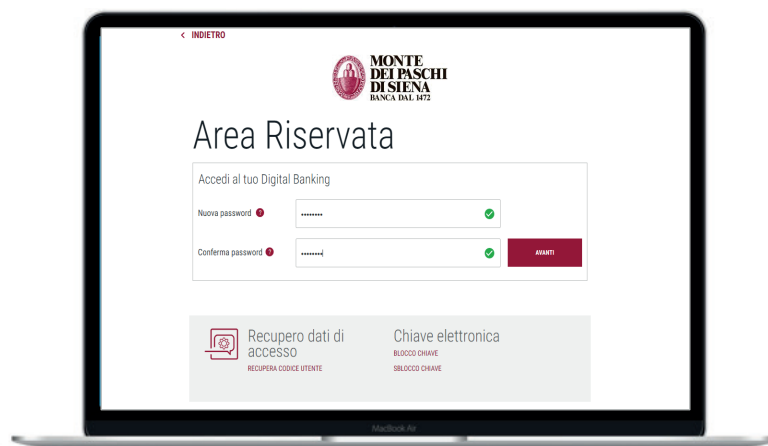 < INDIETRO
MONTE
DEI PASCHI
DI SIENA
BANCA DAL 1472
Area Riservata
Accedi al tuo Digital Banking
Nuova password ?
••••••••
Conferma password ?
••••••••
AVANTI
Recupero dati di
accesso
RECUPERA CODICE UTENTE
Chiave elettronica
BLOCCO CHIAVE
SBLOCCO CHIAVE
MacBook Air